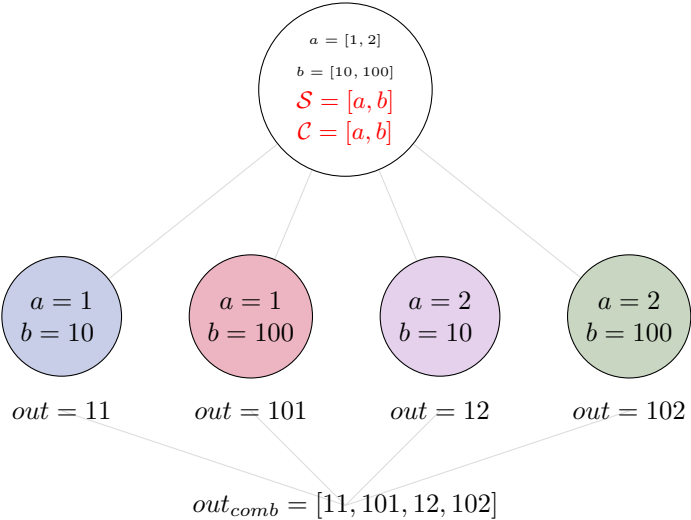 a = [1, 2]
b = [10, 100]
𝒮 = [a, b]
𝒞 = [a, b]
a = 1
b = 10
a = 1
b = 100
a = 2
b = 10
a = 2
b = 100
out = 11
out = 101
out = 12
out = 102
out_comb = [11, 101, 12, 102]